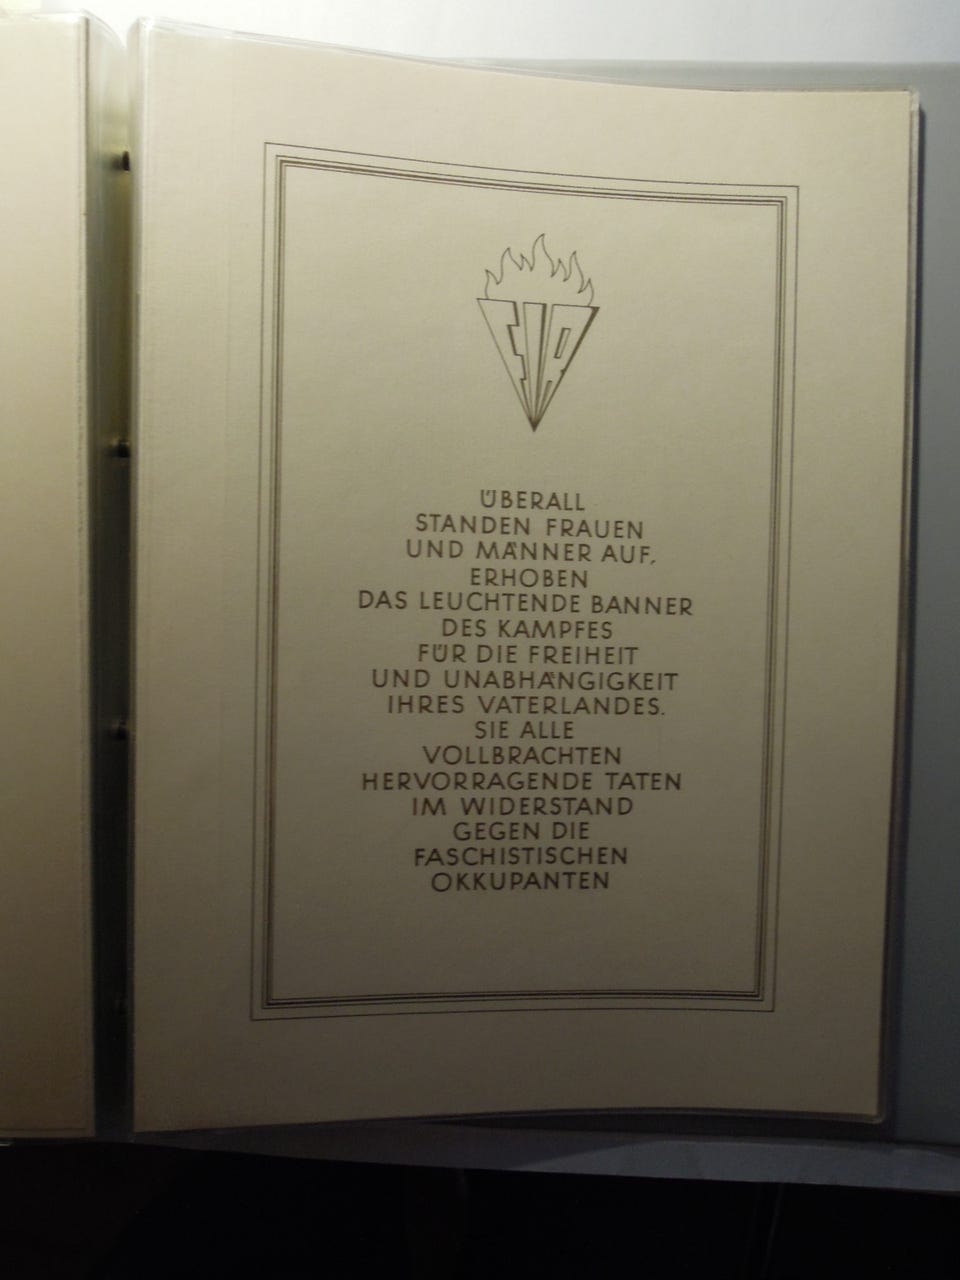 FIR
ÜBERALL
STANDEN FRAUEN
UND MÄNNER AUF,
ERHOBEN
DAS LEUCHTENDE BANNER
DES KAMPFES
FÜR DIE FREIHEIT
UND UNABHÄNGIGKEIT
IHRES VATERLANDES.
SIE ALLE
VOLLBRACHTEN
HERVORRAGENDE TATEN
IM WIDERSTAND
GEGEN DIE
FASCHISTISCHEN
OKKUPANTEN